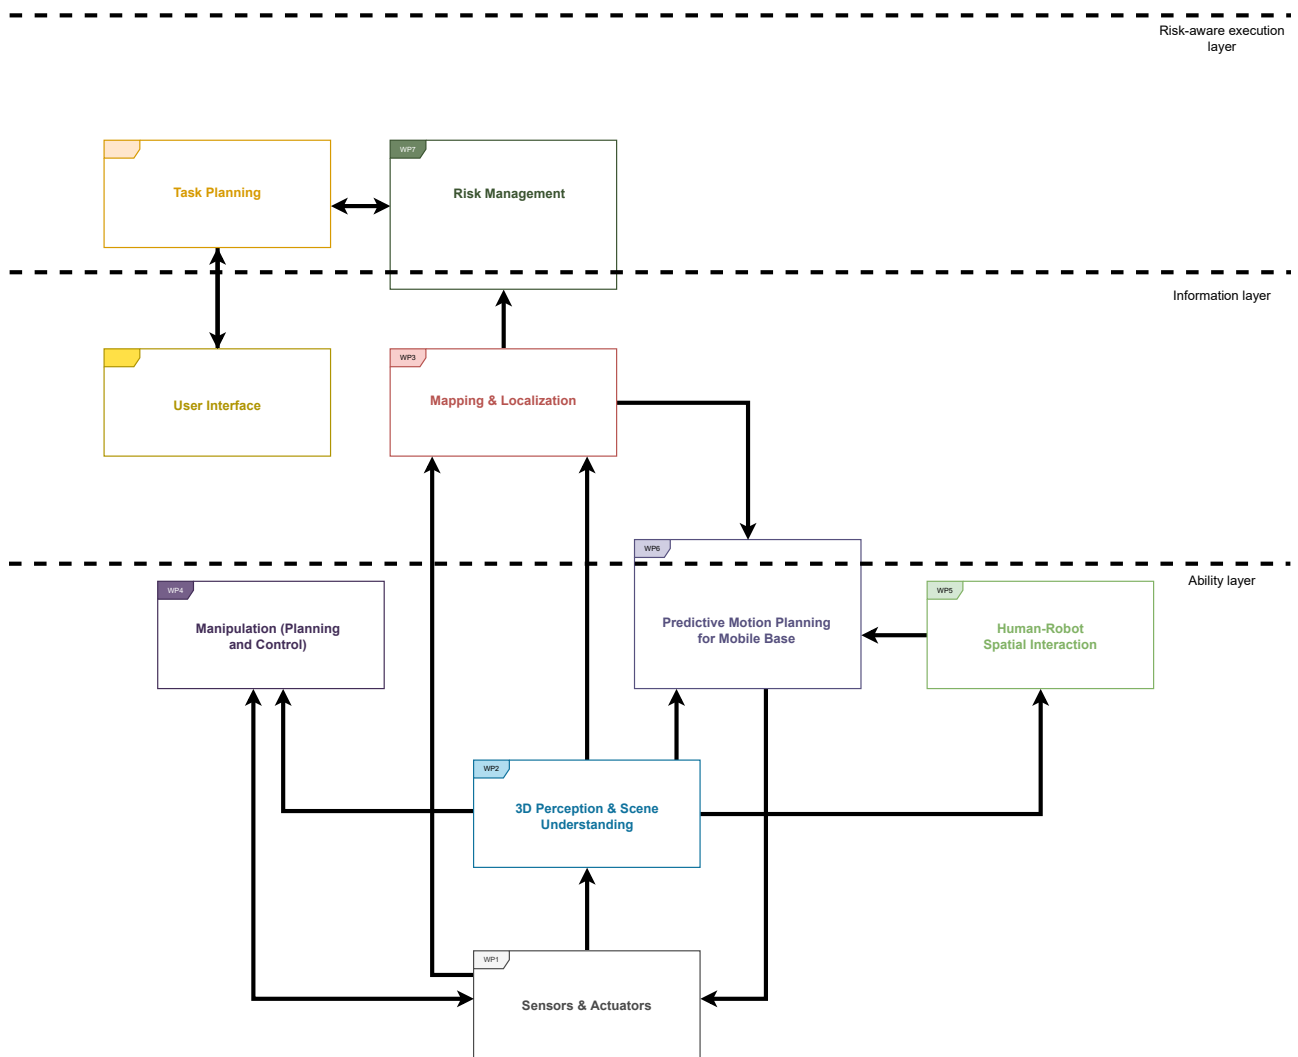 Risk-aware execution
layer
WP7
Task Planning
Risk Management
Information layer
WP3
User Interface
Mapping & Localization
WP6
Ability layer
WP4
WP5
Manipulation (Planning
and Control)
Predictive Motion Planning
for Mobile Base
Human-Robot
Spatial Interaction
WP2
3D Perception & Scene
Understanding
WP1
Sensors & Actuators